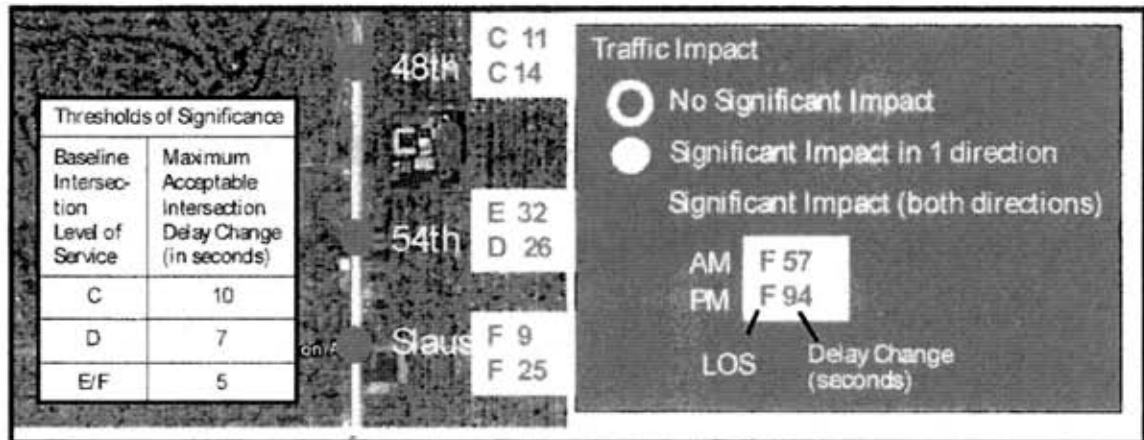 C 11
C 14
48th
Thresholds of Significance
Baseline
Intersec-
tion
Level of
Service
Maximum
Acceptable
Intersection
Delay Change
(in seconds)
C 10
D 7
E/F 5
E 32
D 26
54th
Slaus
F 9
F 25
Traffic Impact
No Significant Impact
Significant Impact in 1 direction
Significant Impact (both directions)
AM F 57
PM F 94
LOS
Delay Change
(seconds)